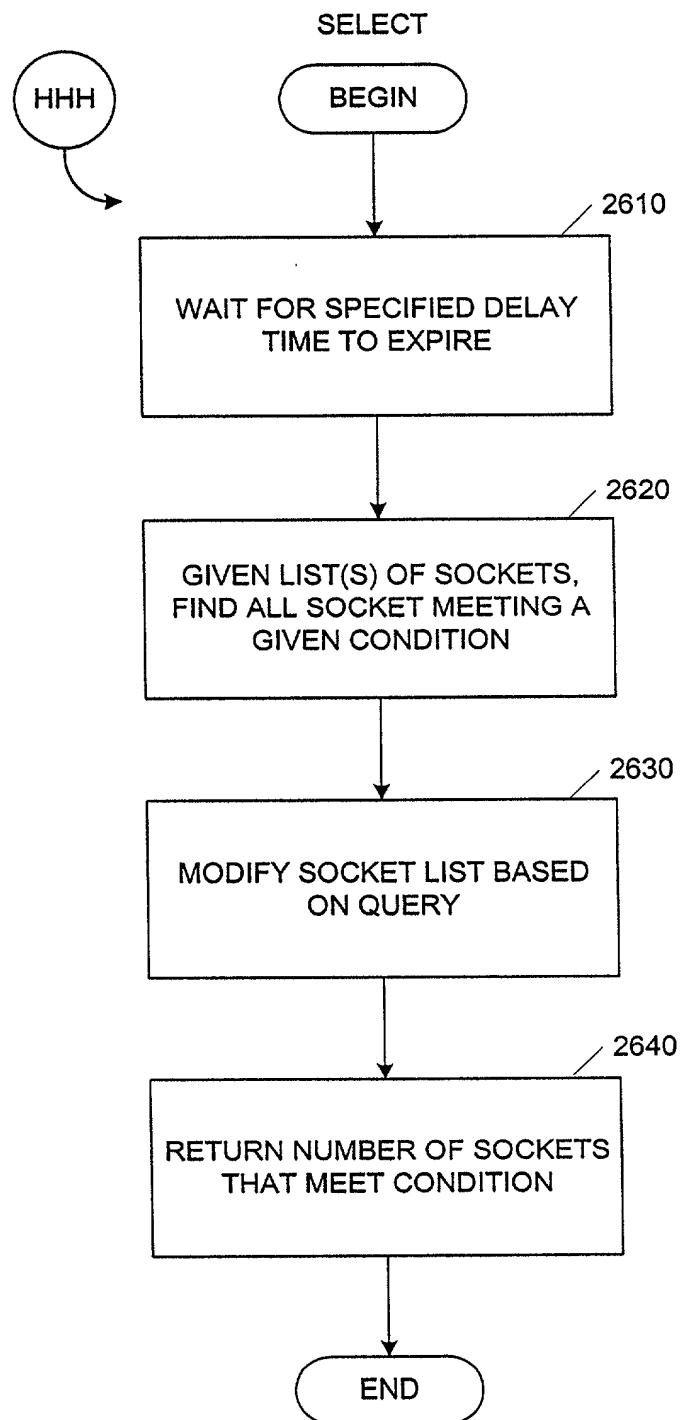 SELECT
HHH
BEGIN
2610
WAIT FOR SPECIFIED DELAY
TIME TO EXPIRE
2620
GIVEN LIST(S) OF SOCKETS,
FIND ALL SOCKET MEETING A
GIVEN CONDITION
2630
MODIFY SOCKET LIST BASED
ON QUERY
2640
RETURN NUMBER OF SOCKETS
THAT MEET CONDITION
END